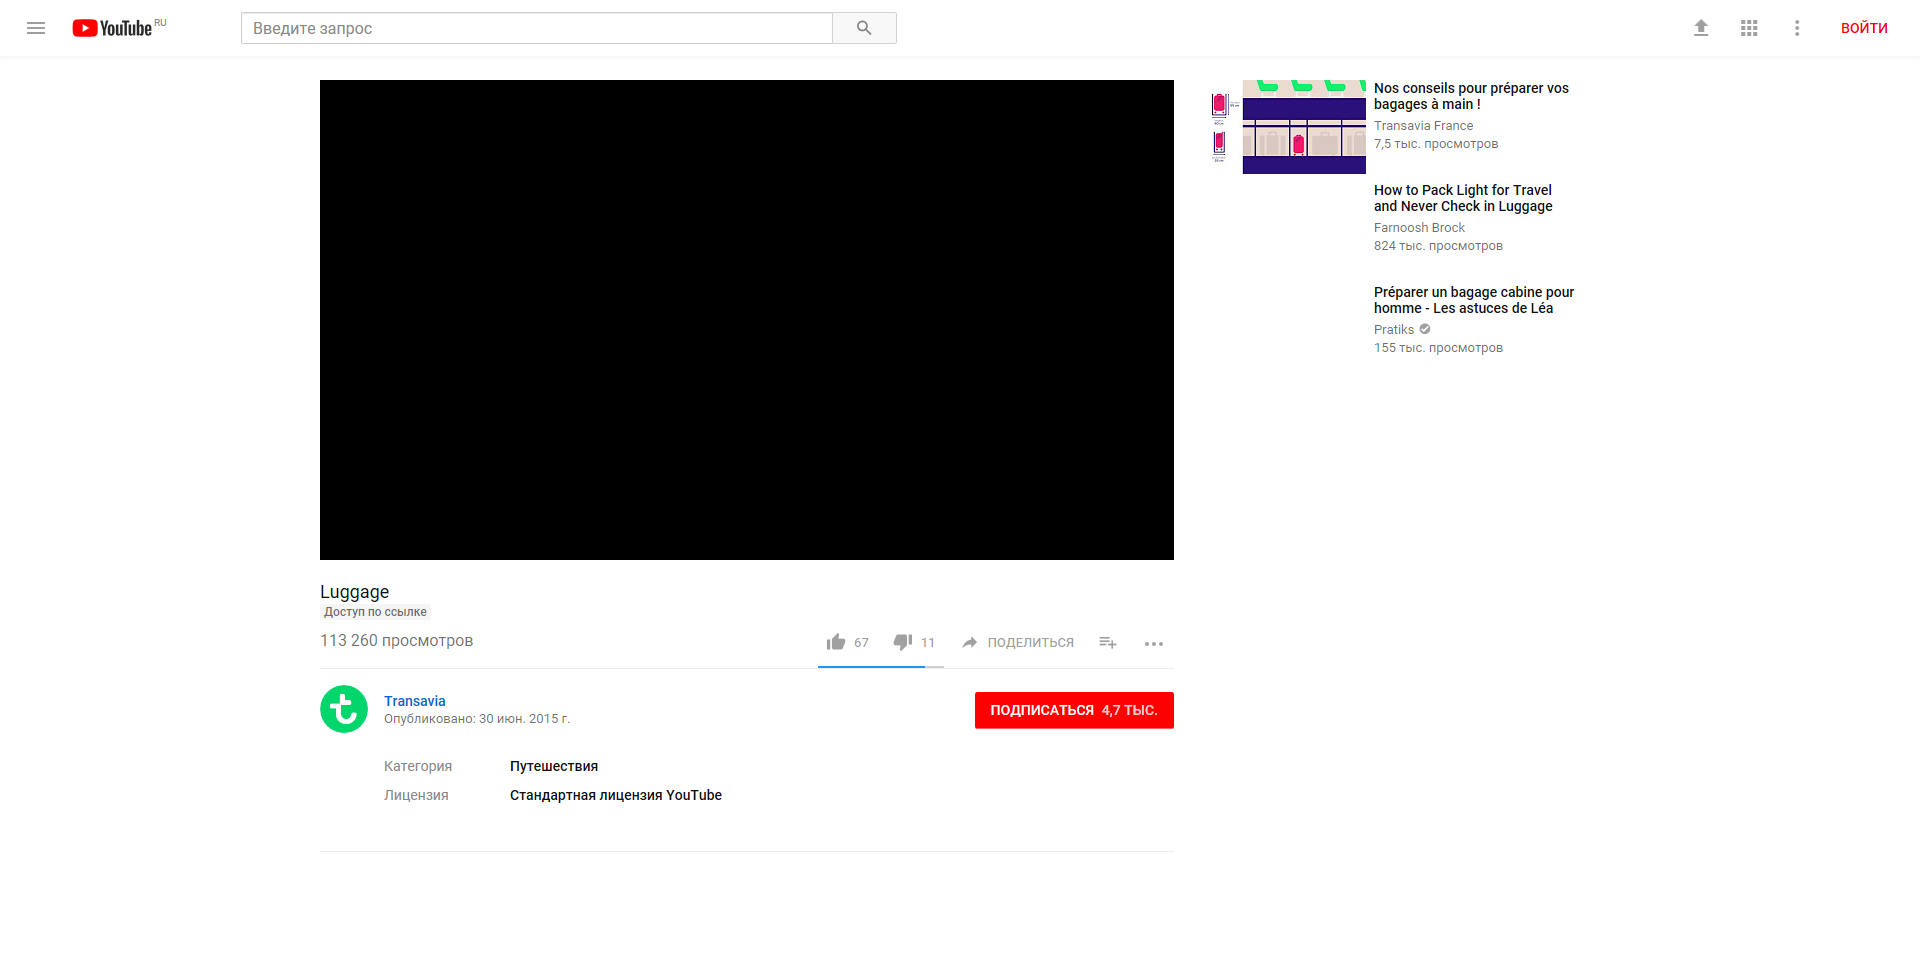 YouTube RU
Введите запрос
ВОЙТИ
Luggage
Доступ по ссылке
113 260 просмотров
67
11
ПОДЕЛИТЬСЯ
Transavia
Опубликовано: 30 июн. 2015 г.
ПОДПИСАТЬСЯ 4,7 ТЫС.
Категория Путешествия
Лицензия Стандартная лицензия YouTube
Nos conseils pour préparer vos
bagages à main !
Transavia France
7,5 тыс. просмотров
How to Pack Light for Travel
and Never Check in Luggage
Farnoosh Brock
824 тыс. просмотров
Préparer un bagage cabine pour
homme - Les astuces de Léa
Pratiks
155 тыс. просмотров